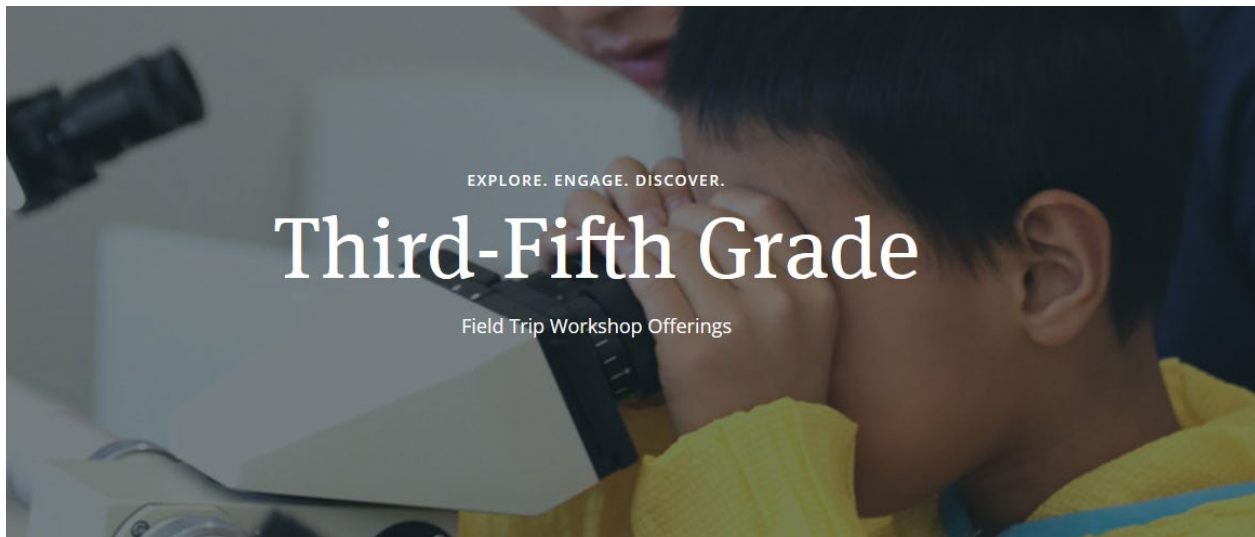 EXPLORE. ENGAGE. DISCOVER.
Third-Fifth Grade
Field Trip Workshop Offerings